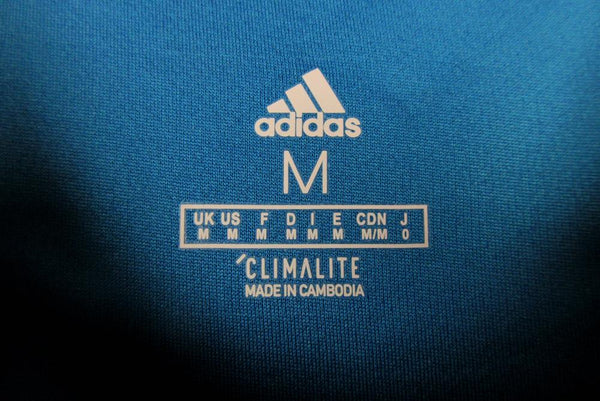 adidas
M
UK US F D I E CDN J
M M M M M M M/M O
CLIMALITE
MADE IN CAMBODIA